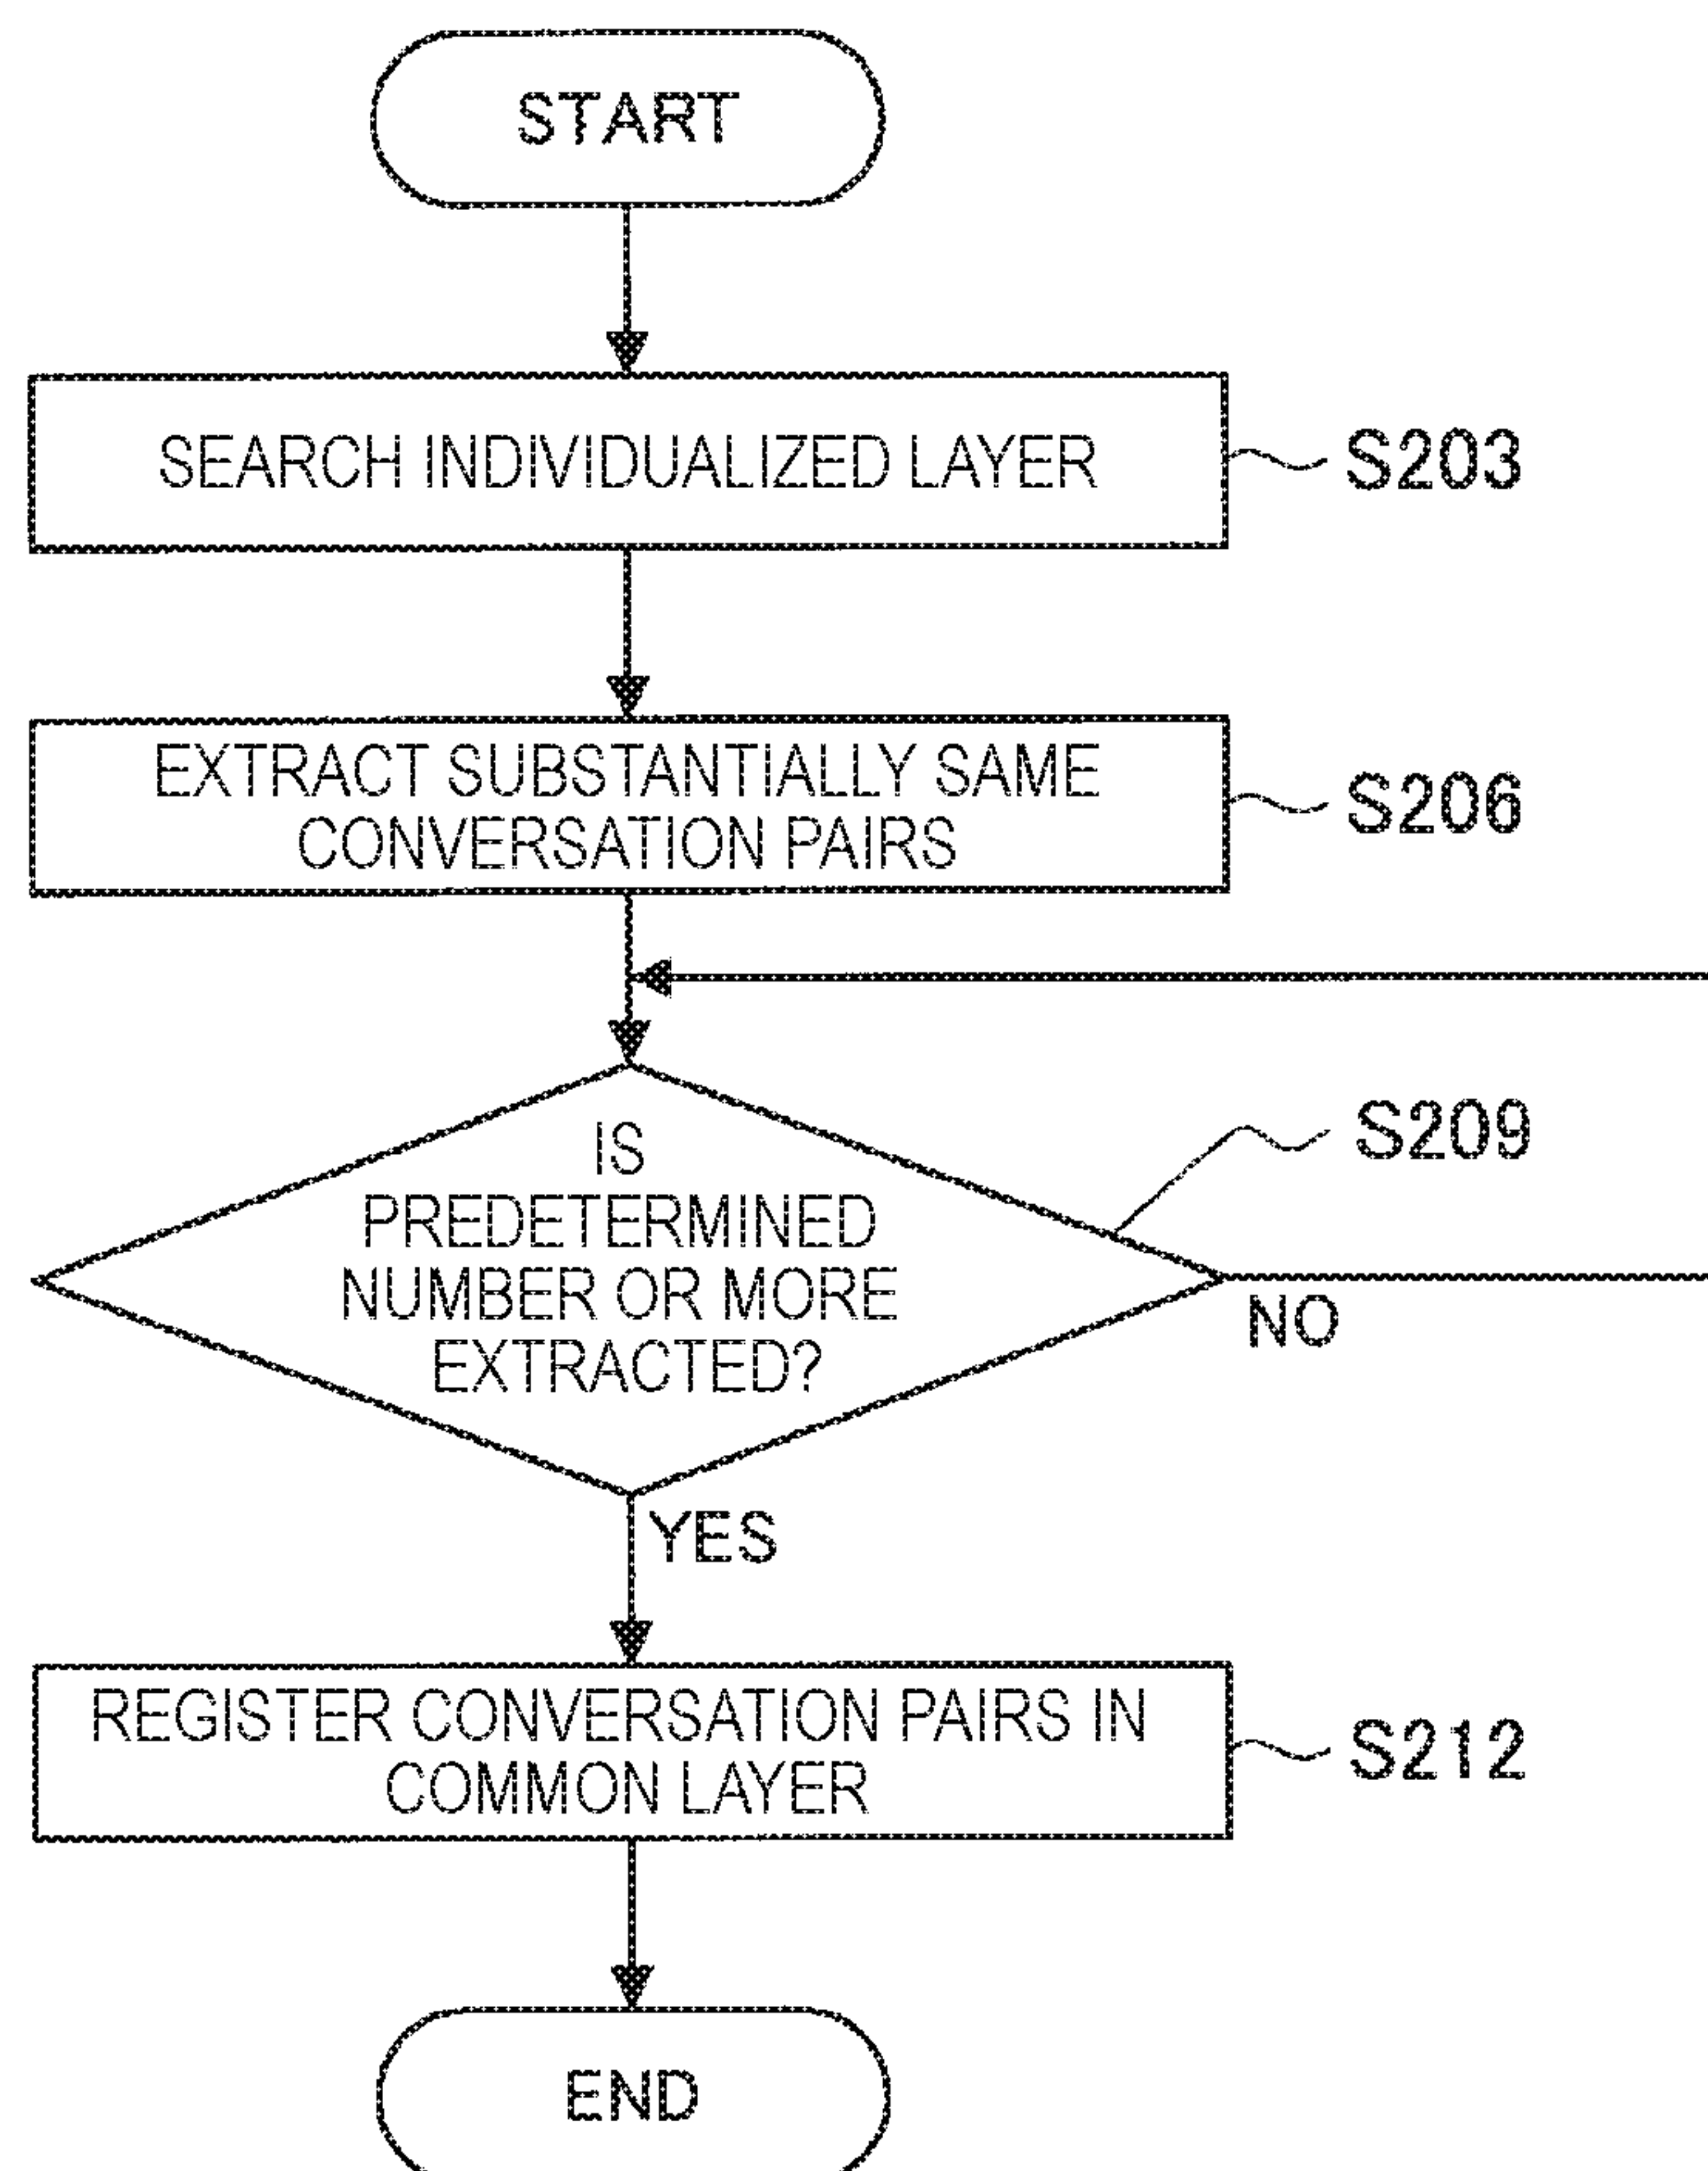 START
SEARCH INDIVIDUALIZED LAYER
S203
EXTRACT SUBSTANTIALLY SAME
CONVERSATION PAIRS
S206
IS
PREDETERMINED
NUMBER OR MORE
EXTRACTED?
S209
NO
YES
REGISTER CONVERSATION PAIRS IN
COMMON LAYER
S212
END